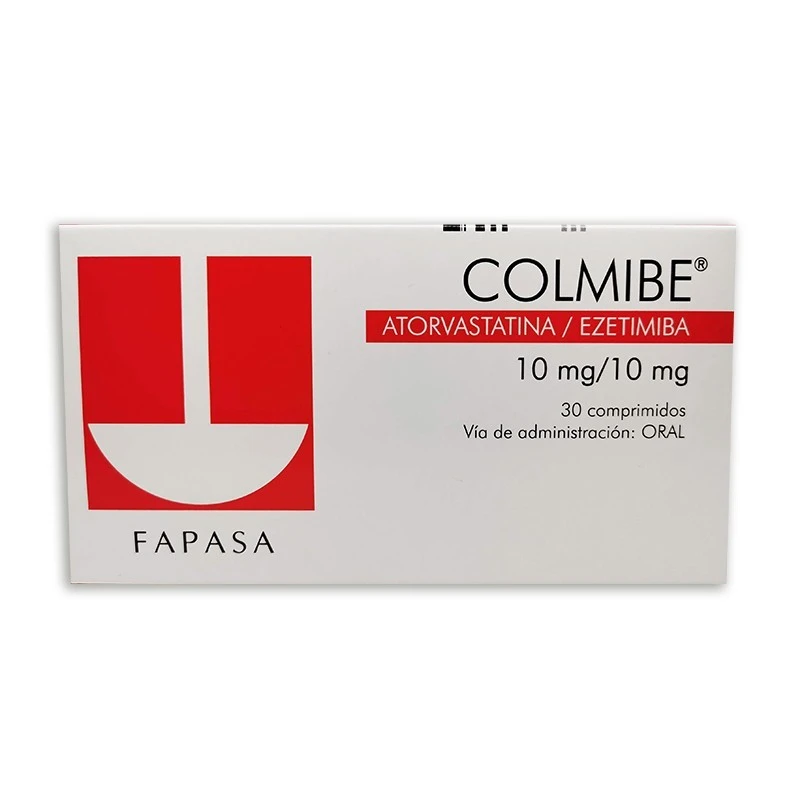 COLMIBE®
ATORVASTATINA / EZETIMIBA
10 mg/10 mg
30 comprimidos
Vía de administración: ORAL
FAPASA